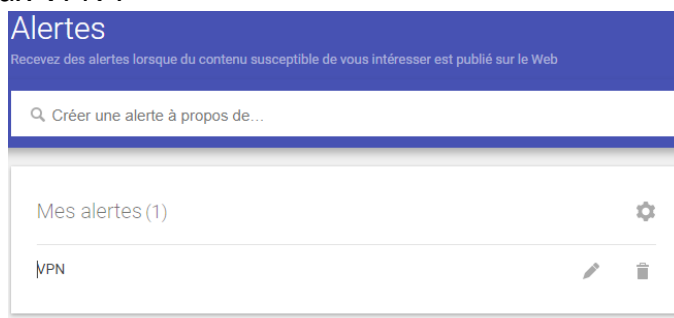 Alertes
Recevez des alertes lorsque du contenu susceptible de vous intéresser est publié sur le Web
Créer une alerte à propos de...
Mes alertes (1)
VPN